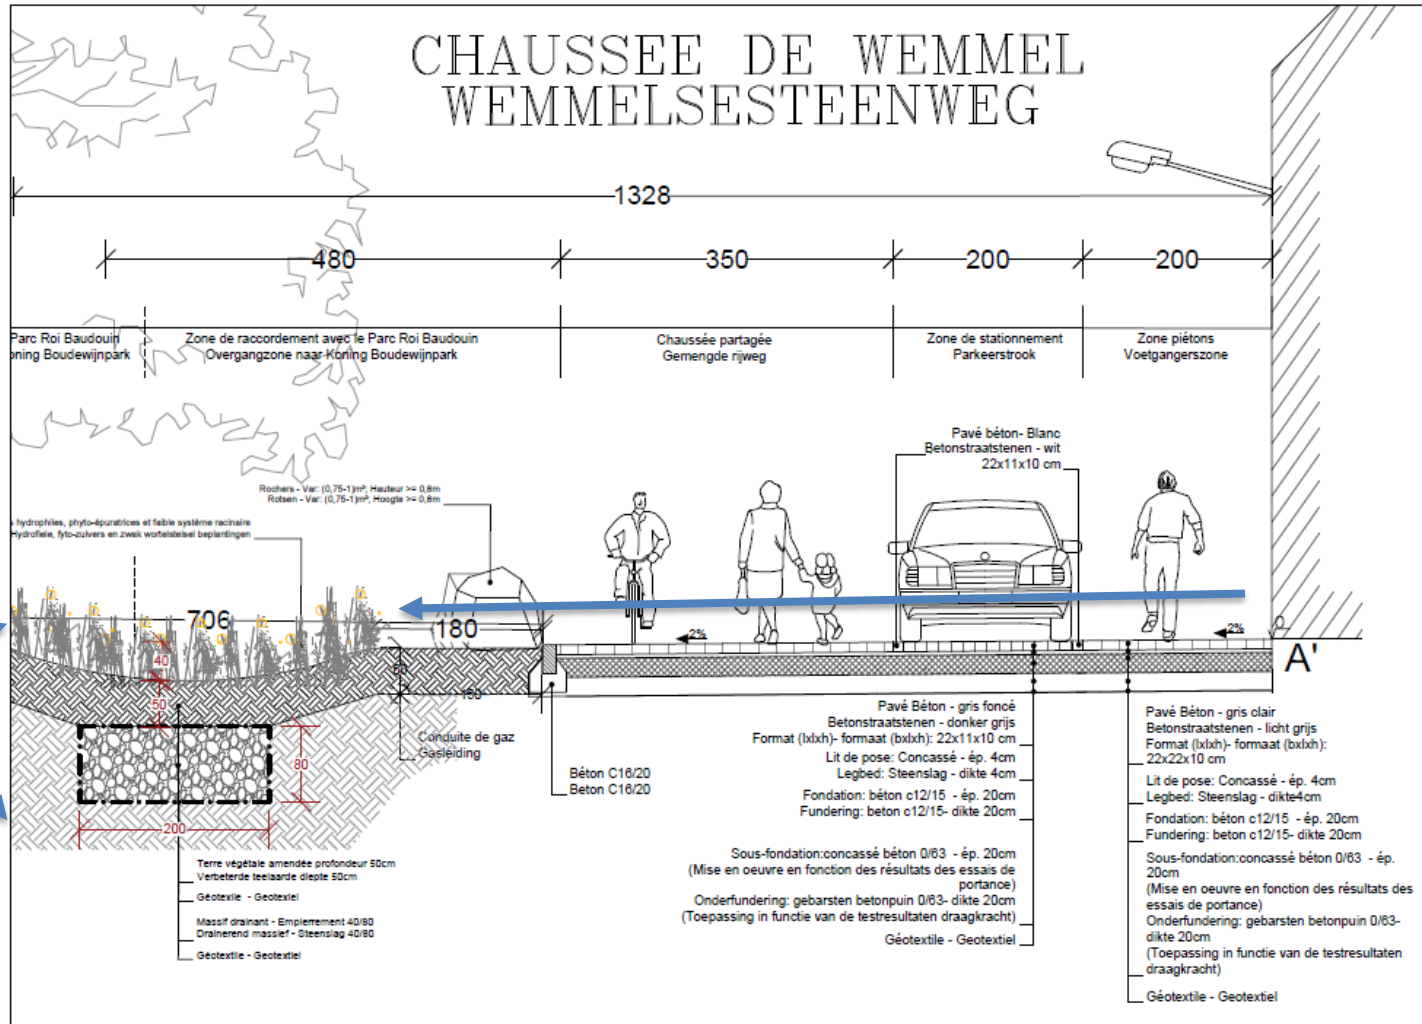 CHAUSSEE DE WEMMEL
WEMMELSESTEENWEG
1328
480
350
200
200
Parc Roi Baudouin
oning Boudewijnpark
Zone de raccordement avec le Parc Roi Baudouin
Overgangzone naar Koning Boudewijnpark
Chaussée partagée
Gemengde rijweg
Zone de stationnement
Parkeerstrook
Zone piétons
Voetgangerszone
Pavé béton- Blanc
Betonstraatstenen - wit
22x11x10 cm
Rochers - Var: (0,75-1)m³; Hauteur >= 0,8m
Rotsen - Var: (0,75-1)m³; Hoogte >= 0,8m
hydrophiles, phyto-épuratrices et faible système racinaire
Hydrofiele, fyto-zuivers en zwak wortelstelsel beplantingen
706
180
2%
2%
40
50
50
150
A'
80
200
Conduite de gaz
Gasleiding
Béton C16/20
Beton C16/20
Pavé Béton - gris foncé
Betonstraatstenen - donker grijs
Format (lxlxh)- formaat (bxlxh): 22x11x10 cm
Lit de pose: Concassé - ép. 4cm
Legbed: Steenslag - dikte 4cm
Fondation: béton c12/15 - ép. 20cm
Fundering: beton c12/15- dikte 20cm
Sous-fondation:concassé béton 0/63 - ép. 20cm
(Mise en oeuvre en fonction des résultats des essais de
portance)
Onderfundering: gebarsten betonpuin 0/63- dikte 20cm
(Toepassing in functie van de testresultaten draagkracht)
Géotextile - Geotextiel
Pavé Béton - gris clair
Betonstraatstenen - licht grijs
Format (lxlxh)- formaat (bxlxh):
22x22x10 cm
Lit de pose: Concassé - ép. 4cm
Legbed: Steenslag - dikte4cm
Fondation: béton c12/15 - ép. 20cm
Fundering: beton c12/15- dikte 20cm
Sous-fondation:concassé béton 0/63 - ép.
20cm
(Mise en oeuvre en fonction des résultats des
essais de portance)
Onderfundering: gebarsten betonpuin 0/63-
dikte 20cm
(Toepassing in functie van de testresultaten
draagkracht)
Géotextile - Geotextiel
Terre végétale amendée profondeur 50cm
Verbeterde teelaarde diepte 50cm
Géotextile - Geotextiel
Massif drainant - Empierrement 40/80
Drainerend massief - Steenslag 40/80
Géotextile - Geotextiel